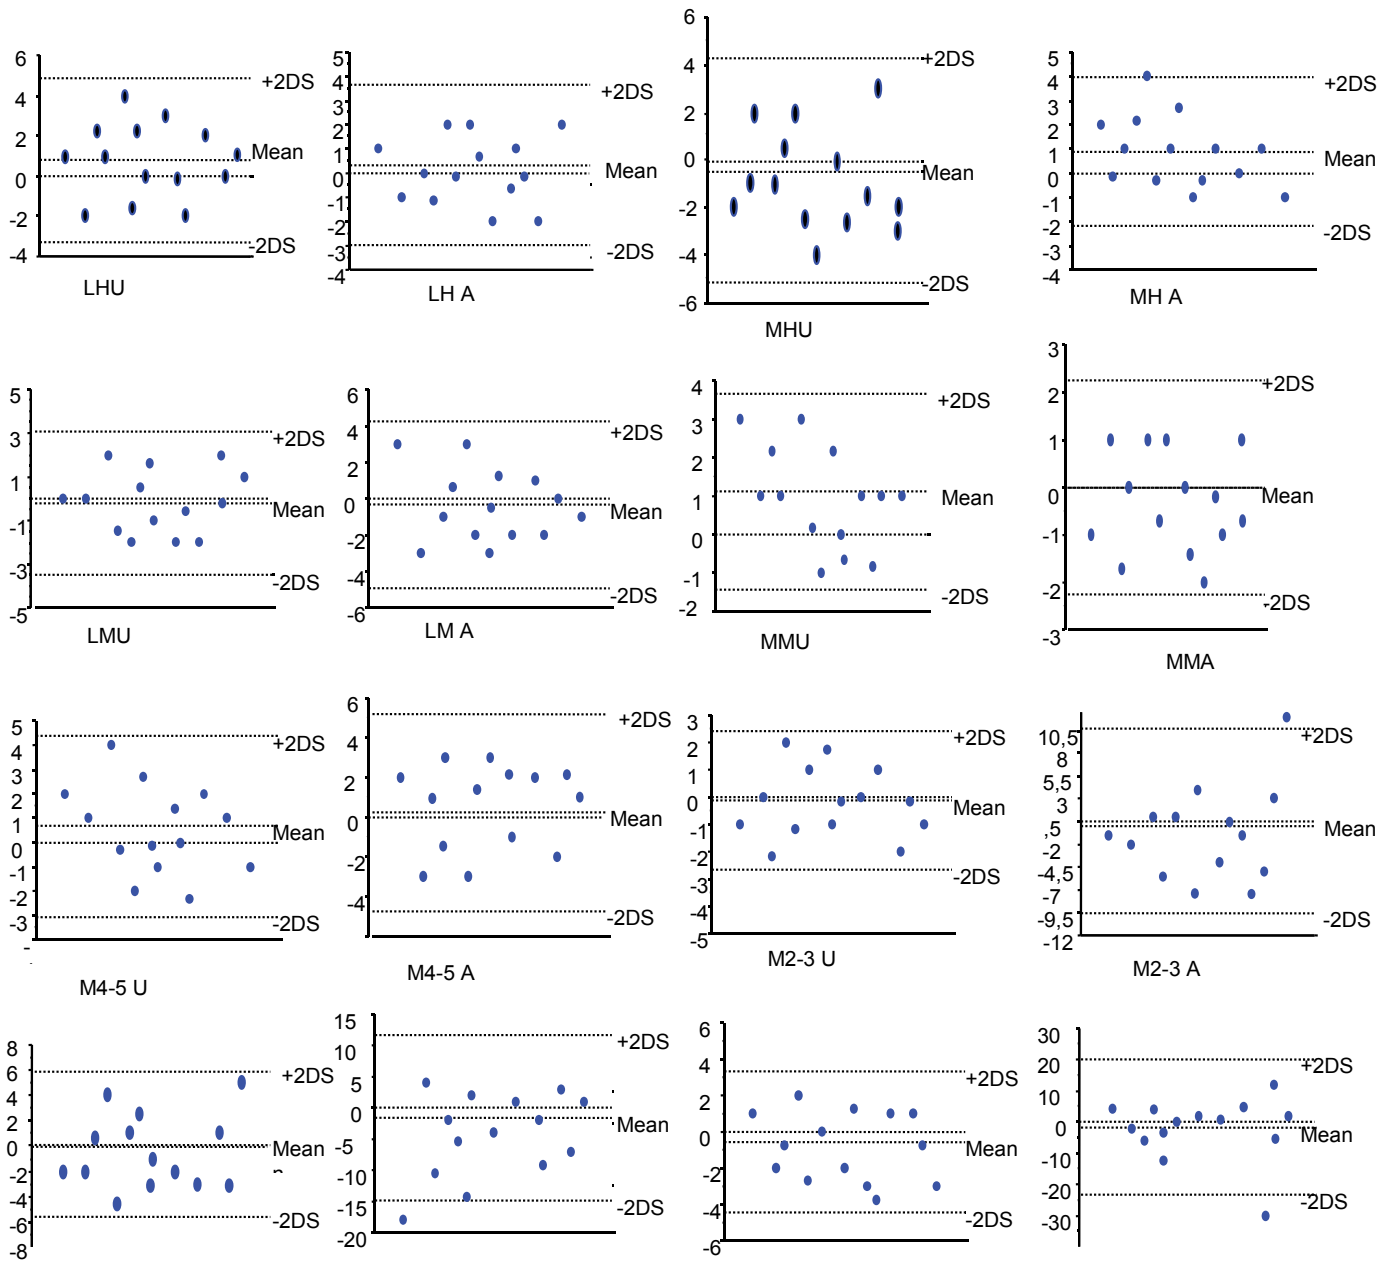 6
4
2
0
-2
-4
+2DS
Mean
-2DS
LHU
5
4
3
2
1
0
-1
-2
-3
-4
+2DS
Mean
-2DS
LH A
6
4
2
0
-2
-4
-6
+2DS
Mean
-2DS
MHU
5
4
3
2
1
0
-1
-2
-3
-4
+2DS
Mean
-2DS
MH A
5
3
1
-1
-3
-5
+2DS
Mean
-2DS
LMU
6
4
2
0
-2
-4
-6
+2DS
Mean
-2DS
LM A
4
3
2
1
0
-1
-2
+2DS
Mean
-2DS
MMU
3
2
1
0
-1
-2
-3
+2DS
Mean
-2DS
MMA
5
4
3
2
1
0
-1
-2
-3
-
+2DS
Mean
-2DS
M4-5 U
6
4
2
0
-2
-4
+2DS
Mean
-2DS
M4-5 A
3
2
1
0
-1
-2
-3
-4
-5
+2DS
Mean
-2DS
M2-3 U
10,5
8
5,5
3
,5
-2
-4,5
-7
-9,5
-12
+2DS
Mean
-2DS
M2-3 A
8
6
4
2
0
-2
-4
-6
-8
+2DS
Mean
-2DS
15
10
5
0
-5
-10
-15
-20
+2DS
Mean
-2DS
6
4
2
0
-2
-4
-6
+2DS
Mean
-2DS
30
20
10
0
-10
-20
-30
+2DS
Mean
-2DS